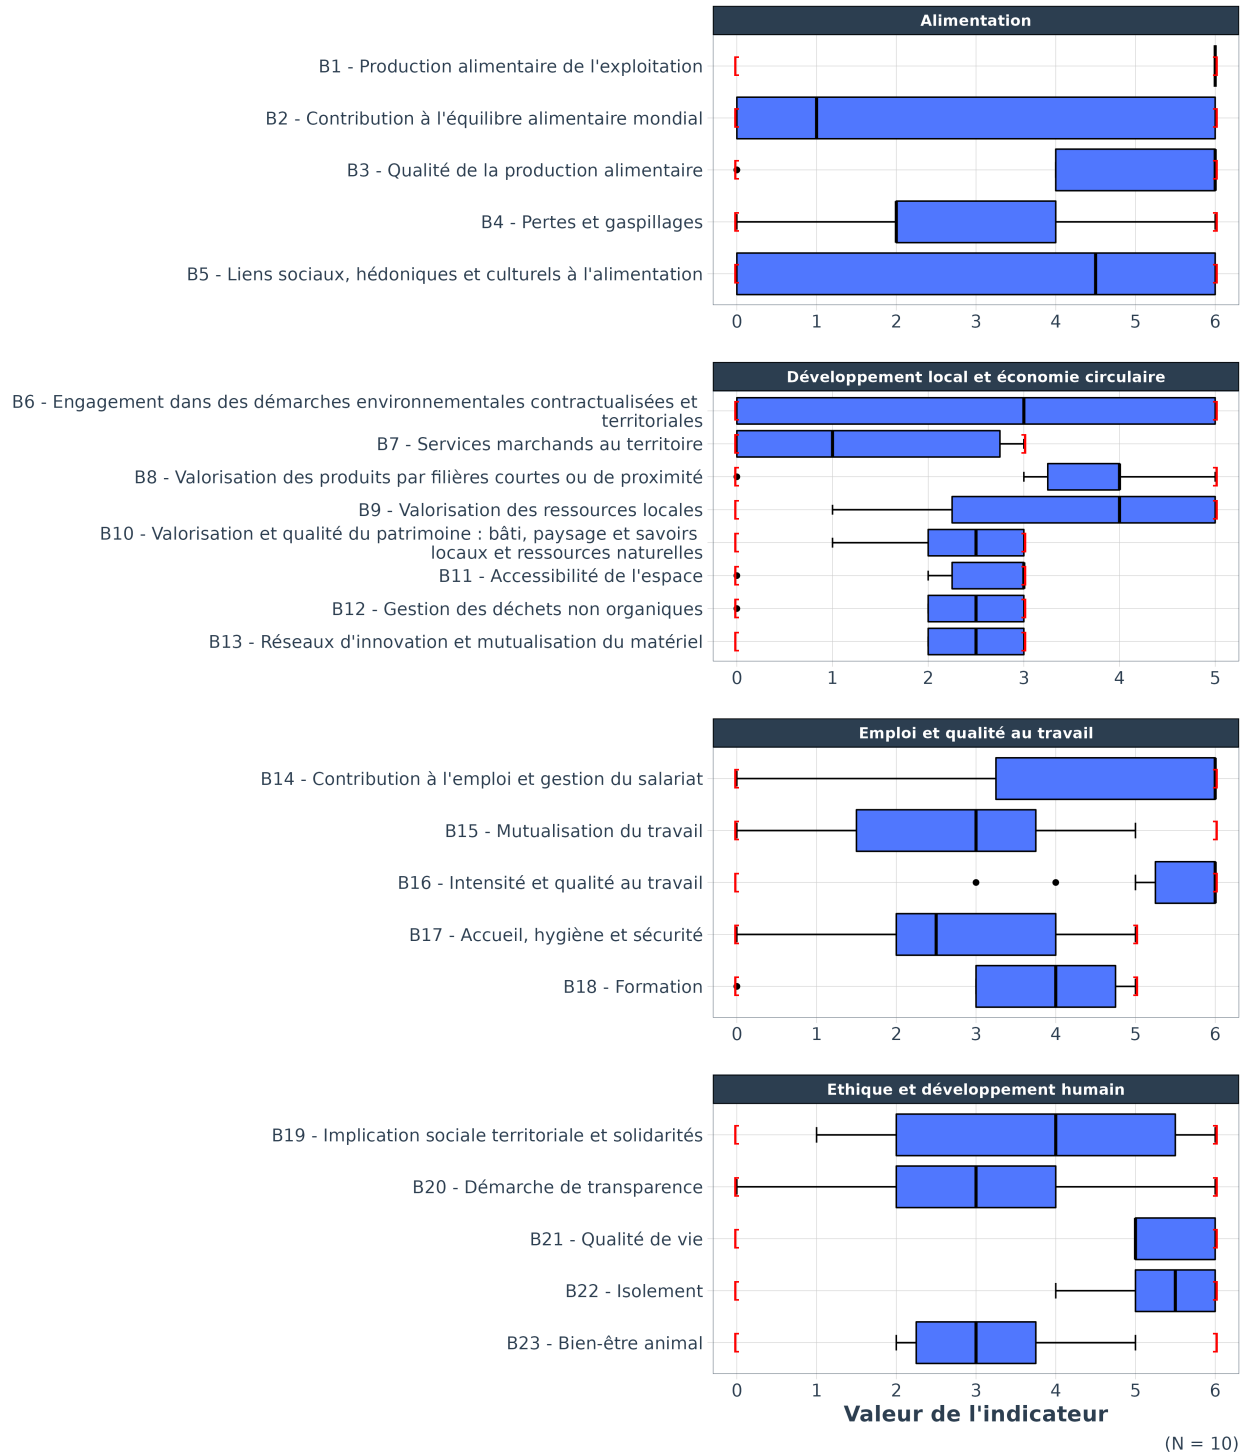 Alimentation
B1 - Production alimentaire de l'exploitation
B2 - Contribution à l'équilibre alimentaire mondial
B3 - Qualité de la production alimentaire
B4 - Pertes et gaspillages
B5 - Liens sociaux, hédoniques et culturels à l'alimentation
0 1 2 3 4 5 6
Développement local et économie circulaire
B6 - Engagement dans des démarches environnementales contractualisées et
territoriales
B7 - Services marchands au territoire
B8 - Valorisation des produits par filières courtes ou de proximité
B9 - Valorisation des ressources locales
B10 - Valorisation et qualité du patrimoine : bâti, paysage et savoirs
locaux et ressources naturelles
B11 - Accessibilité de l'espace
B12 - Gestion des déchets non organiques
B13 - Réseaux d'innovation et mutualisation du matériel
0 1 2 3 4 5
Emploi et qualité au travail
B14 - Contribution à l'emploi et gestion du salariat
B15 - Mutualisation du travail
B16 - Intensité et qualité au travail
B17 - Accueil, hygiène et sécurité
B18 - Formation
0 1 2 3 4 5 6
Ethique et développement humain
B19 - Implication sociale territoriale et solidarités
B20 - Démarche de transparence
B21 - Qualité de vie
B22 - Isolement
B23 - Bien-être animal
0 1 2 3 4 5 6
Valeur de l'indicateur
(N = 10)